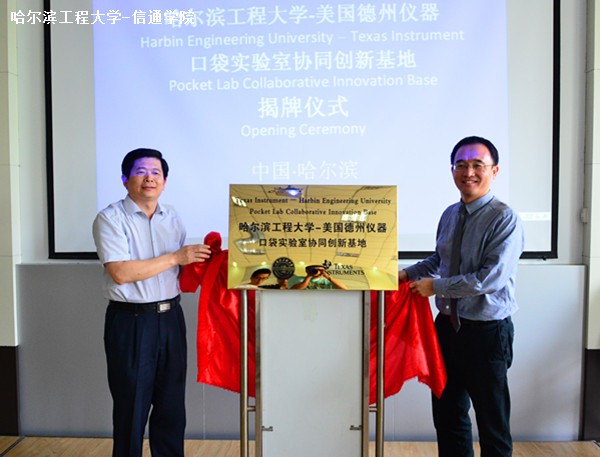 哈尔滨工程大学-信通学院
哈尔滨工程大学-美国德州仪器
Harbin Engineering University — Texas Instrument
口袋实验室协同创新基地
Pocket Lab Collaborative Innovation Base
揭牌仪式
Opening Ceremony
中国·哈尔滨
Texas Instrument — Harbin Engineering University
Pocket Lab Collaborative Innovation Base
哈尔滨工程大学-美国德州仪器
口袋实验室协同创新基地
TEXAS
INSTRUMENTS